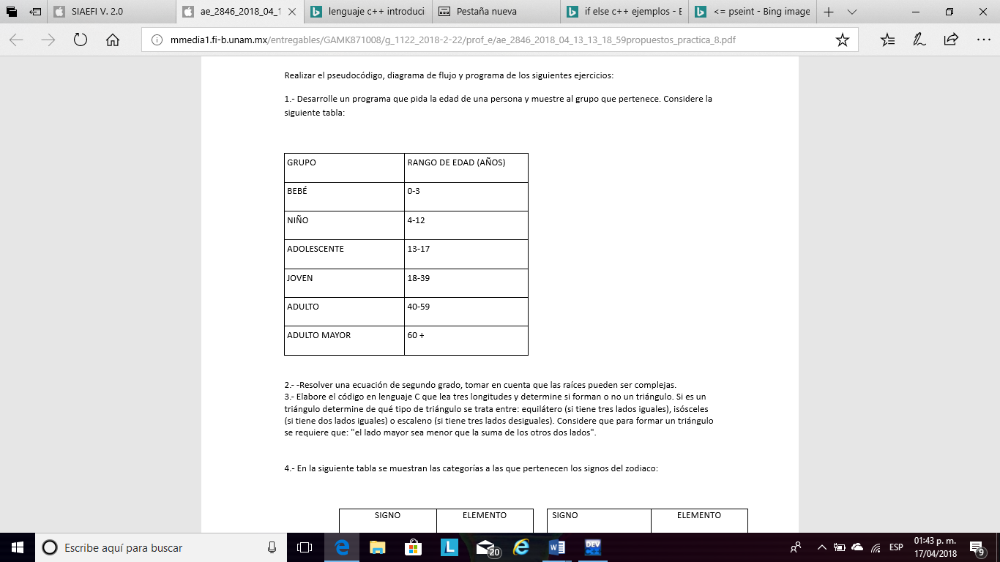 SIAEFI V. 2.0
ae_2846_2018_04_1
lenguaje c++ introduci
Pestaña nueva
if else c++ ejemplos - E
<= pseint - Bing image
mmedia1.fi-b.unam.mx/entregables/GAMK871008/g_1122_2018-2-22/prof_e/ae_2846_2018_04_13_13_18_59propuestos_practica_8.pdf
Realizar el pseudocódigo, diagrama de flujo y programa de los siguientes ejercicios:
1.- Desarrolle un programa que pida la edad de una persona y muestre al grupo que pertenece. Considere la
siguiente tabla:
GRUPO RANGO DE EDAD (AÑOS)
BEBÉ 0-3
NIÑO 4-12
ADOLESCENTE 13-17
JOVEN 18-39
ADULTO 40-59
ADULTO MAYOR 60 +
2.- -Resolver una ecuación de segundo grado, tomar en cuenta que las raíces pueden ser complejas.
3.- Elabore el código en lenguaje C que lea tres longitudes y determine si forman o no un triángulo. Si es un
triángulo determine de qué tipo de triángulo se trata entre: equilátero (si tiene tres lados iguales), isósceles
(si tiene dos lados iguales) o escaleno (si tiene tres lados desiguales). Considere que para formar un triángulo
se requiere que: "el lado mayor sea menor que la suma de los otros dos lados".
4.- En la siguiente tabla se muestran las categorías a las que pertenecen los signos del zodiaco:
SIGNO ELEMENTO SIGNO ELEMENTO
Escribe aquí para buscar
L
20
DEV
ESP
01:43 p. m.
17/04/2018
9